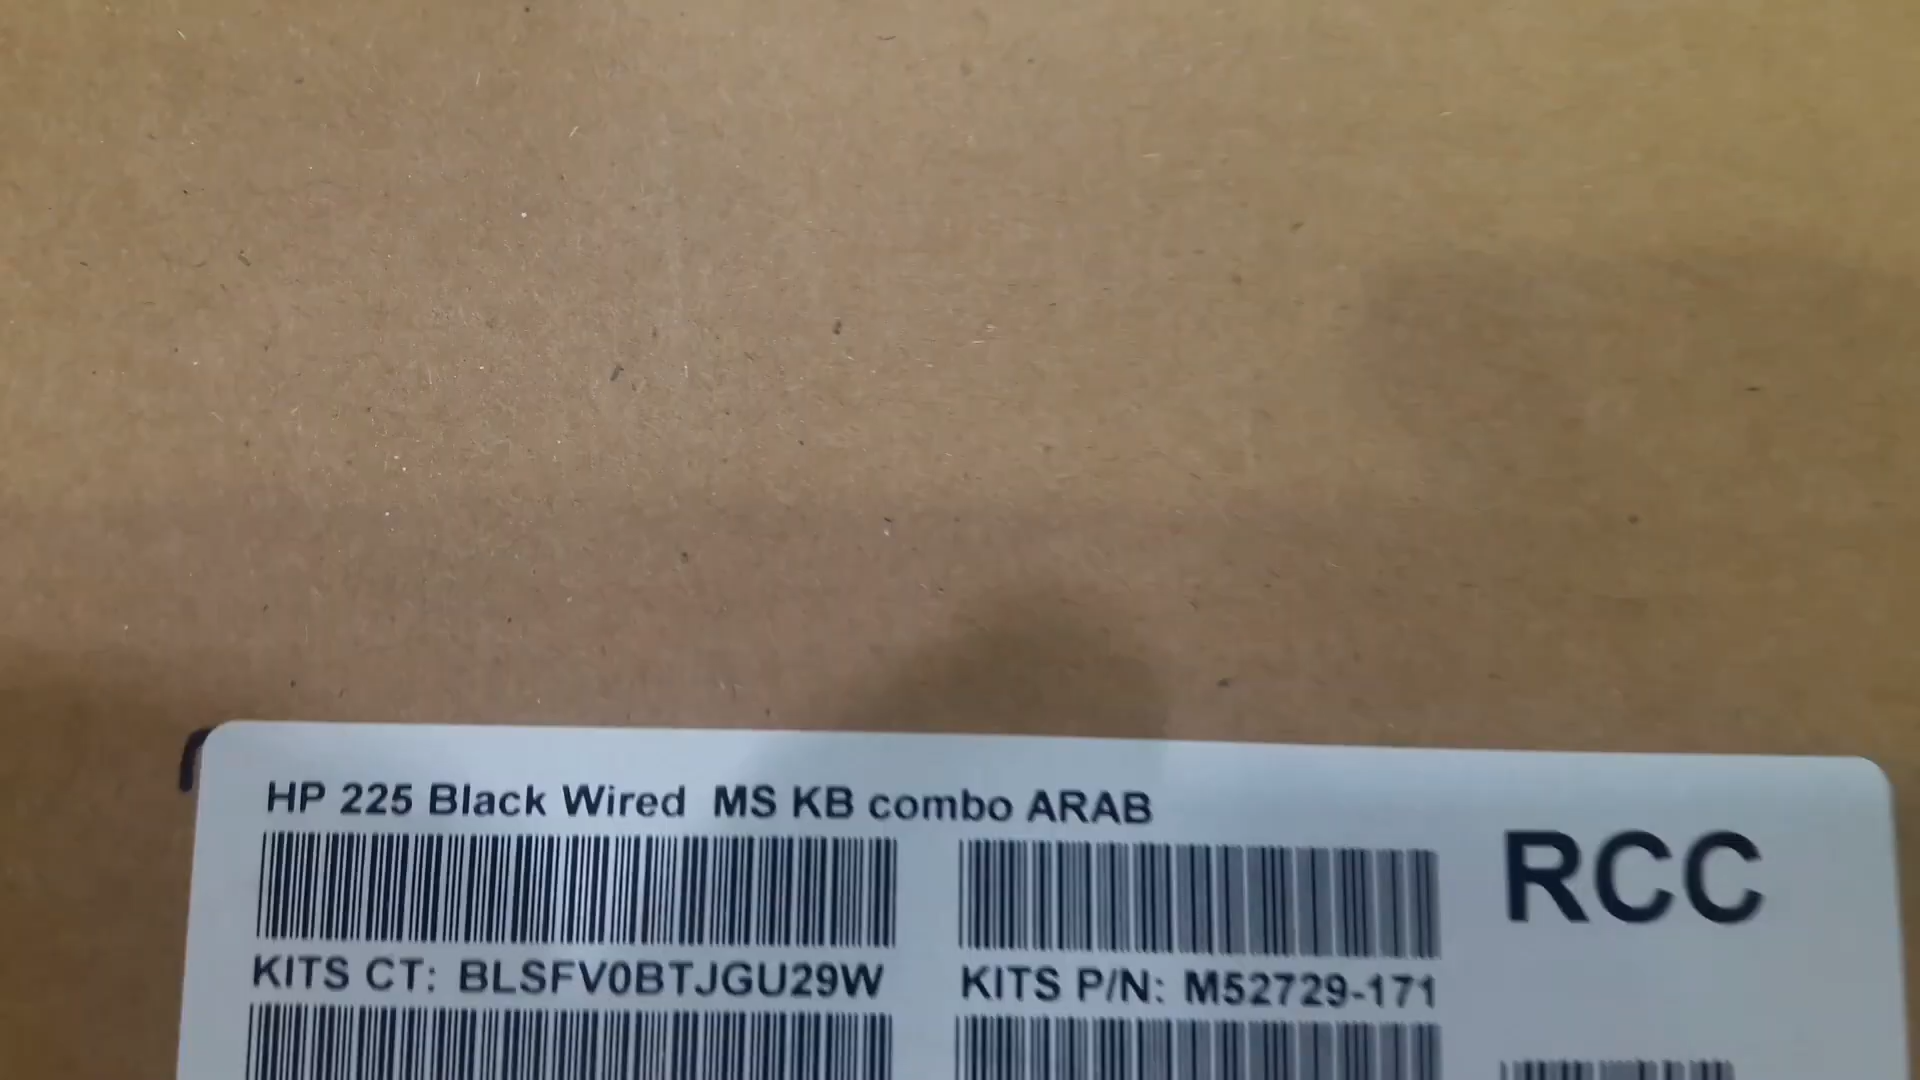 HP 225 Black Wired MS KB combo ARAB
RCC
KITS CT: BLSFV0BTJGU29W
KITS P/N: M52729-171